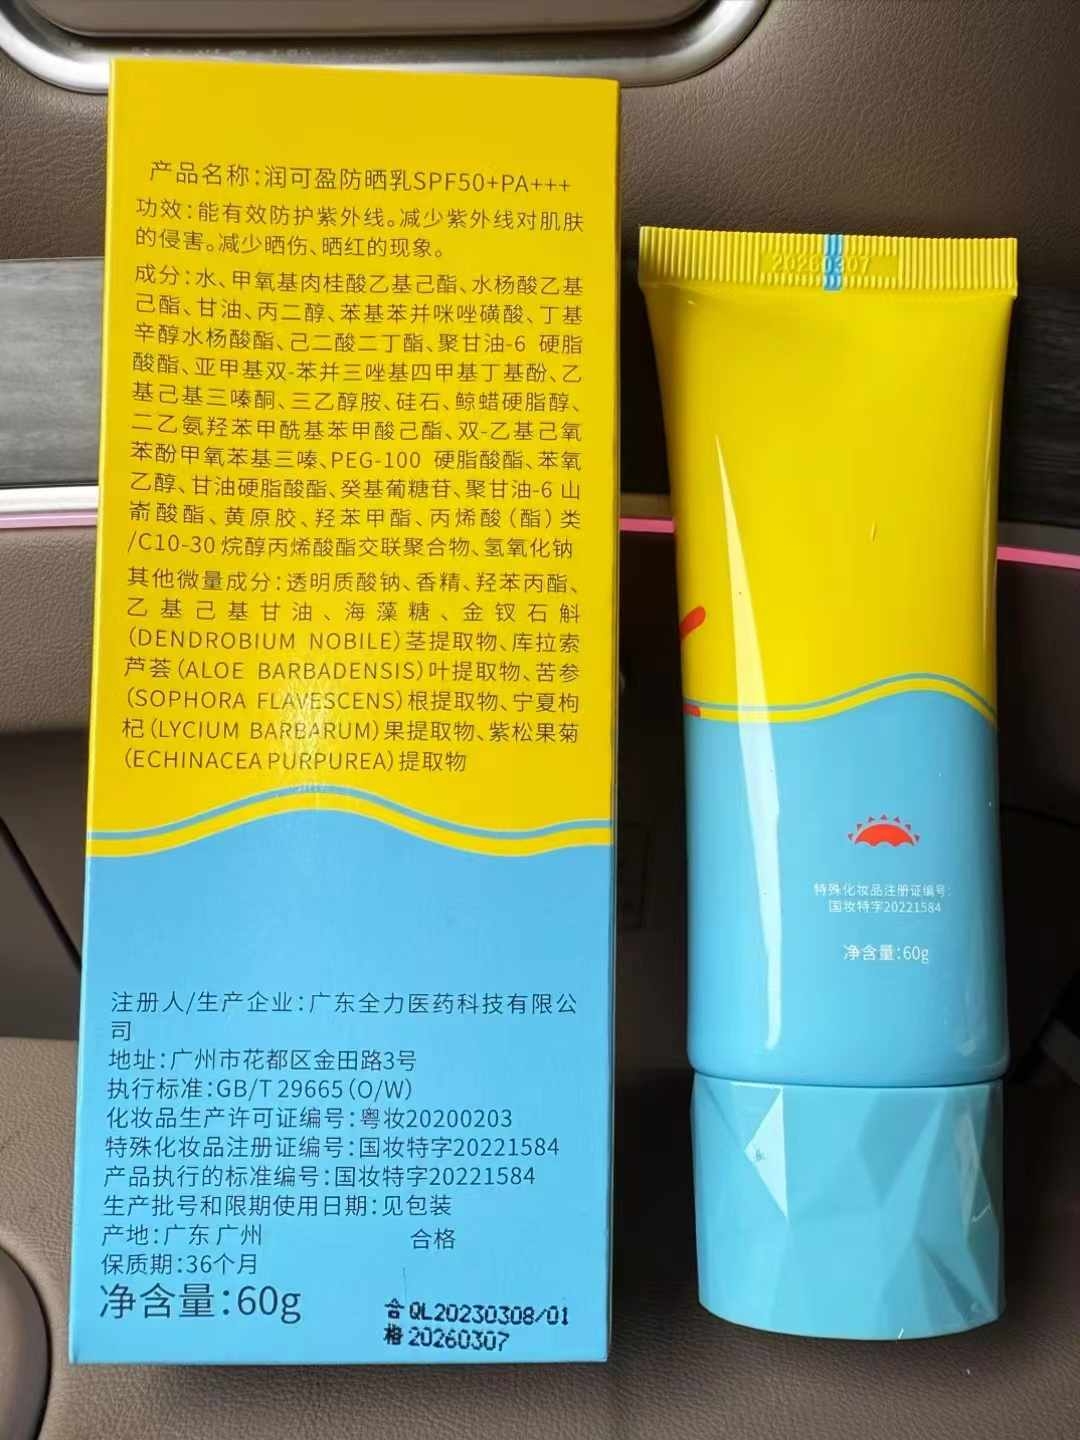 产品名称:润可盈防晒乳SPF50+PA+++
功效:能有效防护紫外线。减少紫外线对肌肤
的侵害。减少晒伤、晒红的现象。
成分:水、甲氧基肉桂酸乙基己酯、水杨酸乙基
己酯、甘油、丙二醇、苯基苯并咪唑磺酸、丁基
辛醇水杨酸酯、己二酸二丁酯、聚甘油-6 硬脂
酸酯、亚甲基双-苯并三唑基四甲基丁基酚、乙
基己基三嗪酮、三乙醇胺、硅石、鲸蜡硬脂醇、
二乙氨羟苯甲酰基苯甲酸己酯、双-乙基己氧
苯酚甲氧苯基三嗪、PEG-100 硬脂酸酯、苯氧
乙醇、甘油硬脂酸酯、癸基葡糖苷、聚甘油-6 山
嵛酸酯、黄原胶、羟苯甲酯、丙烯酸(酯)类
/C10-30 烷醇丙烯酸酯交联聚合物、氢氧化钠
其他微量成分:透明质酸钠、香精、羟苯丙酯、
乙基己基甘油、海藻糖、金钗石斛
(DENDROBIUM NOBILE)茎提取物、库拉索
芦荟(ALOE BARBADENSIS)叶提取物、苦参
(SOPHORA FLAVESCENS)根提取物、宁夏枸
杞(LYCIUM BARBARUM)果提取物、紫松果菊
(ECHINACEA PURPUREA)提取物
注册人/生产企业:广东全力医药科技有限公
司
地址:广州市花都区金田路3号
执行标准:GB/T 29665(O/W)
化妆品生产许可证编号:粤妆20200203
特殊化妆品注册证编号:国妆特字20221584
产品执行的标准编号:国妆特字20221584
生产批号和限期使用日期:见包装
产地:广东 广州 合格
保质期:36个月
净含量:60g
合 QL20230308/01
格 20260307
20260307
特殊化妆品注册证编号:
国妆特字20221584
净含量:60g